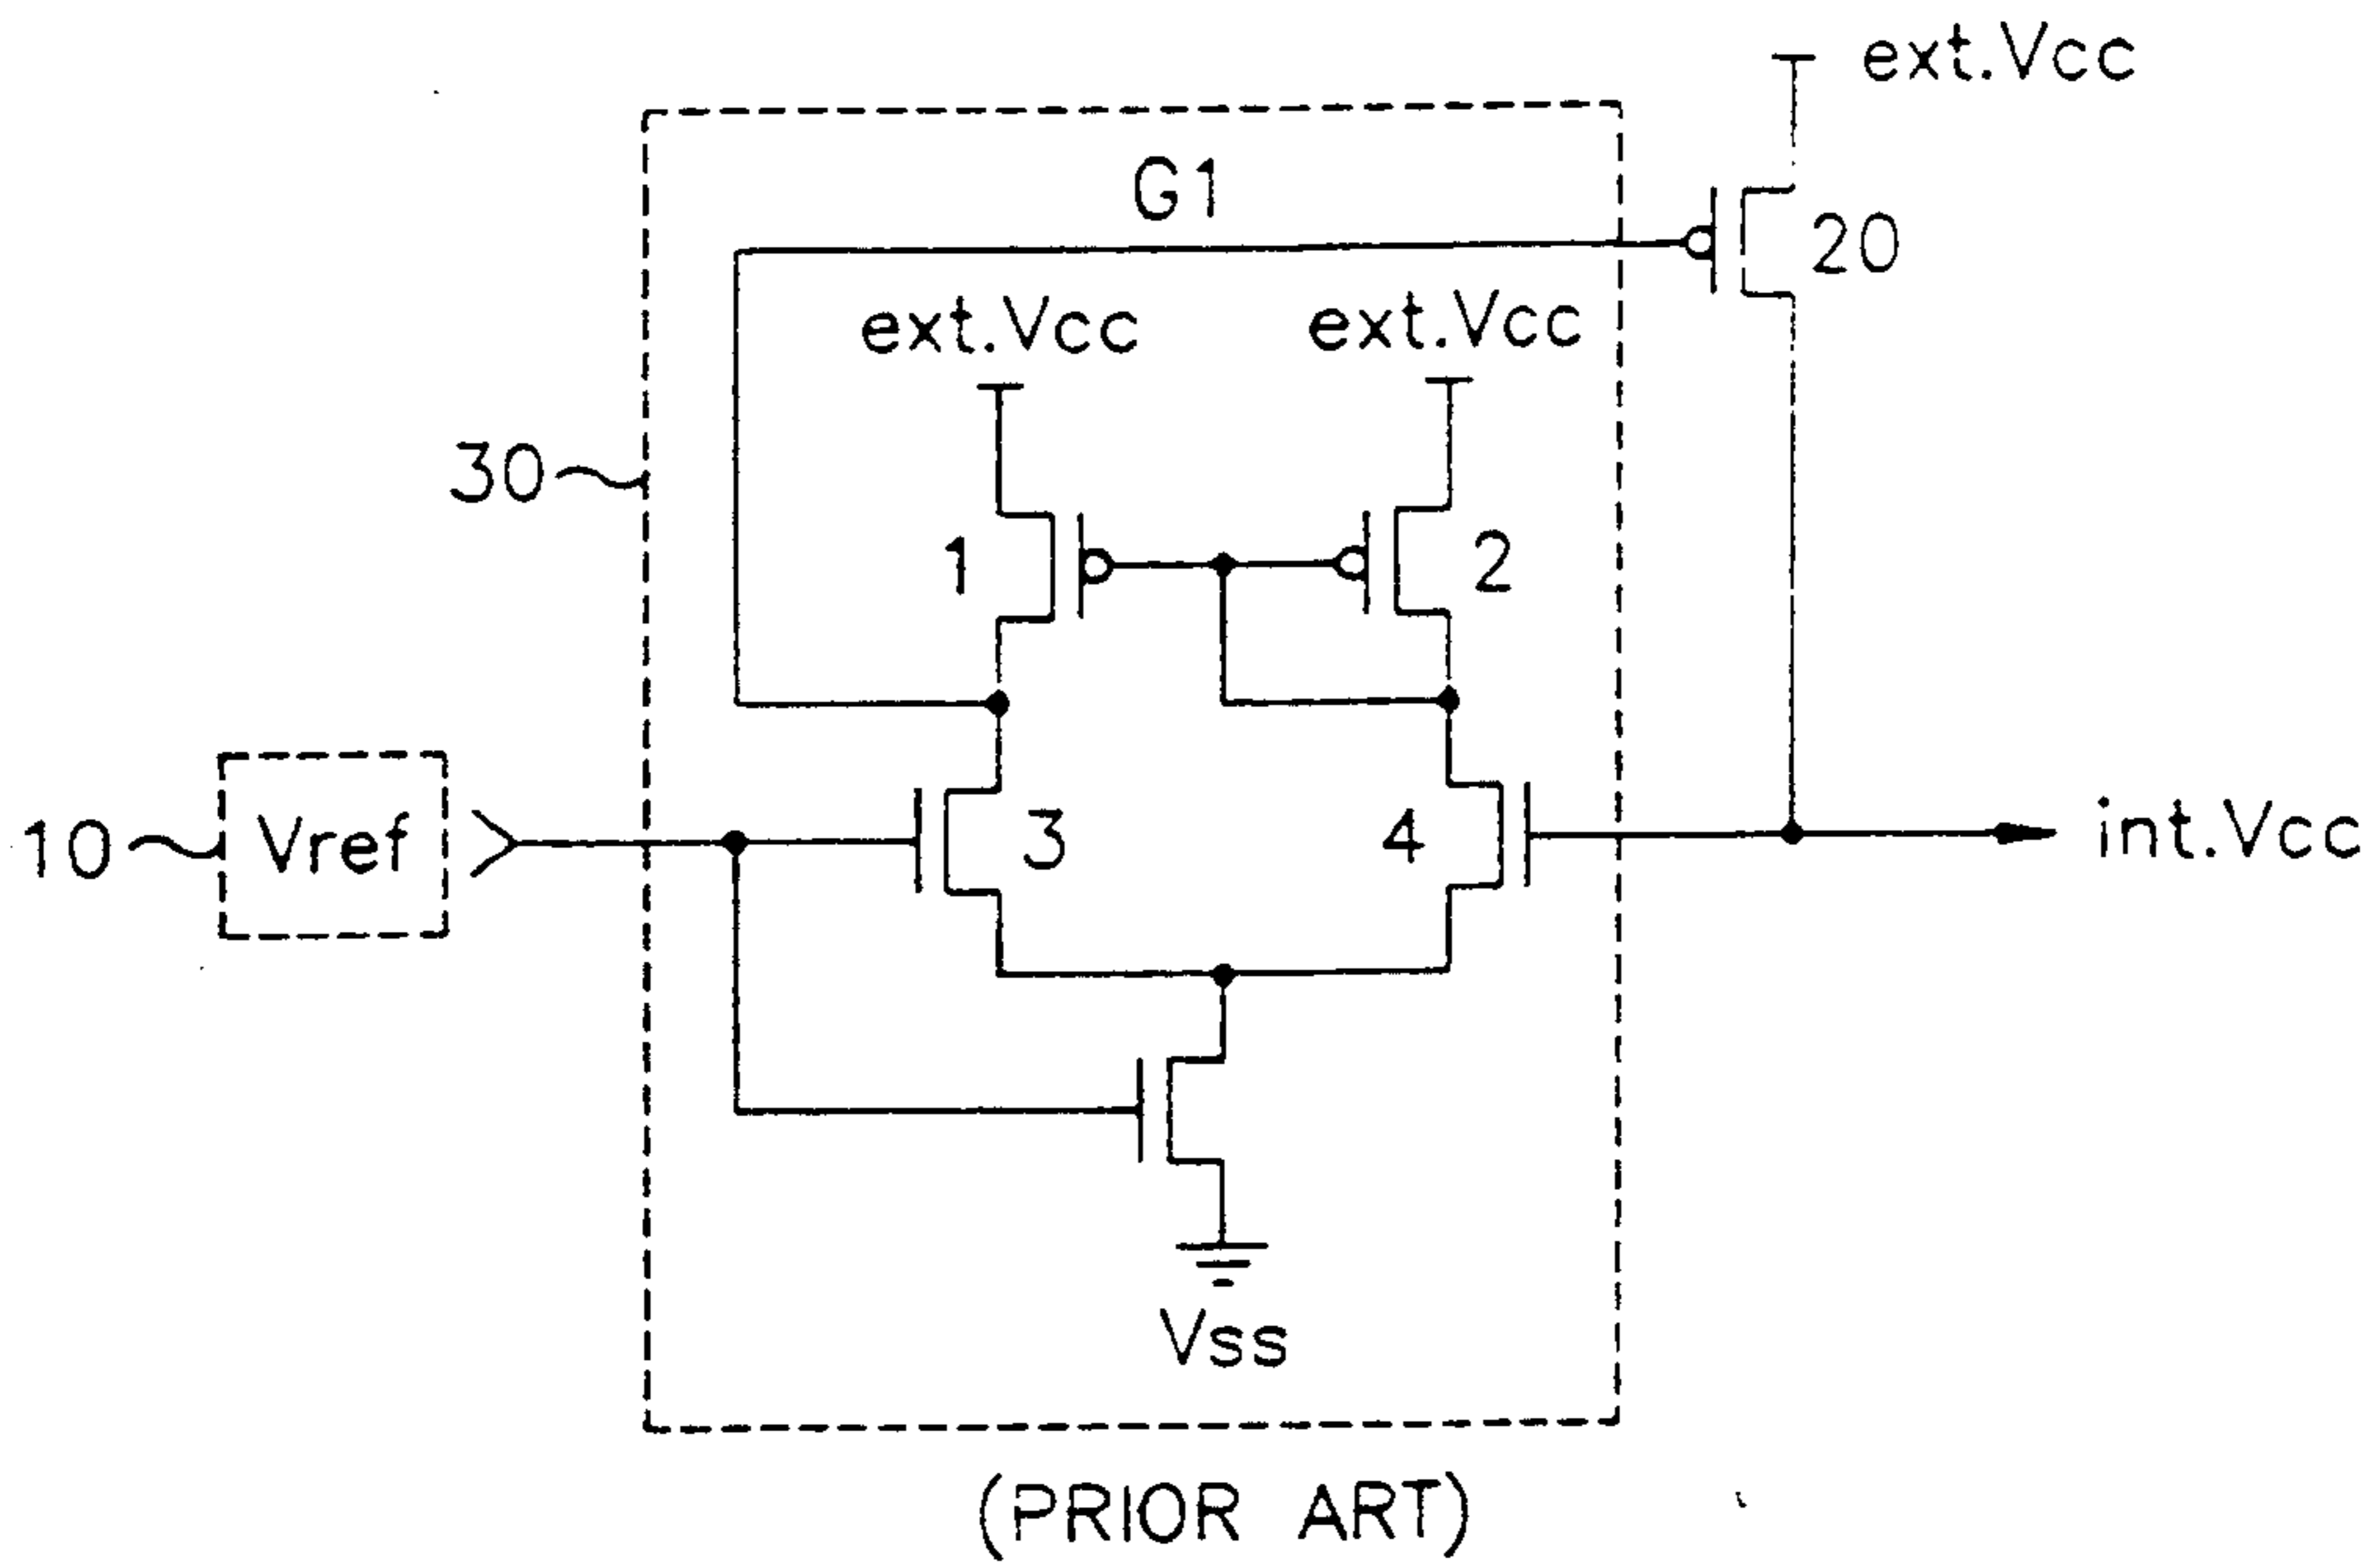 ext.Vcc
G1
20
ext.Vcc
ext.Vcc
30
1
2
10
Vref
3
4
int.Vcc
Vss
(PRIOR ART)